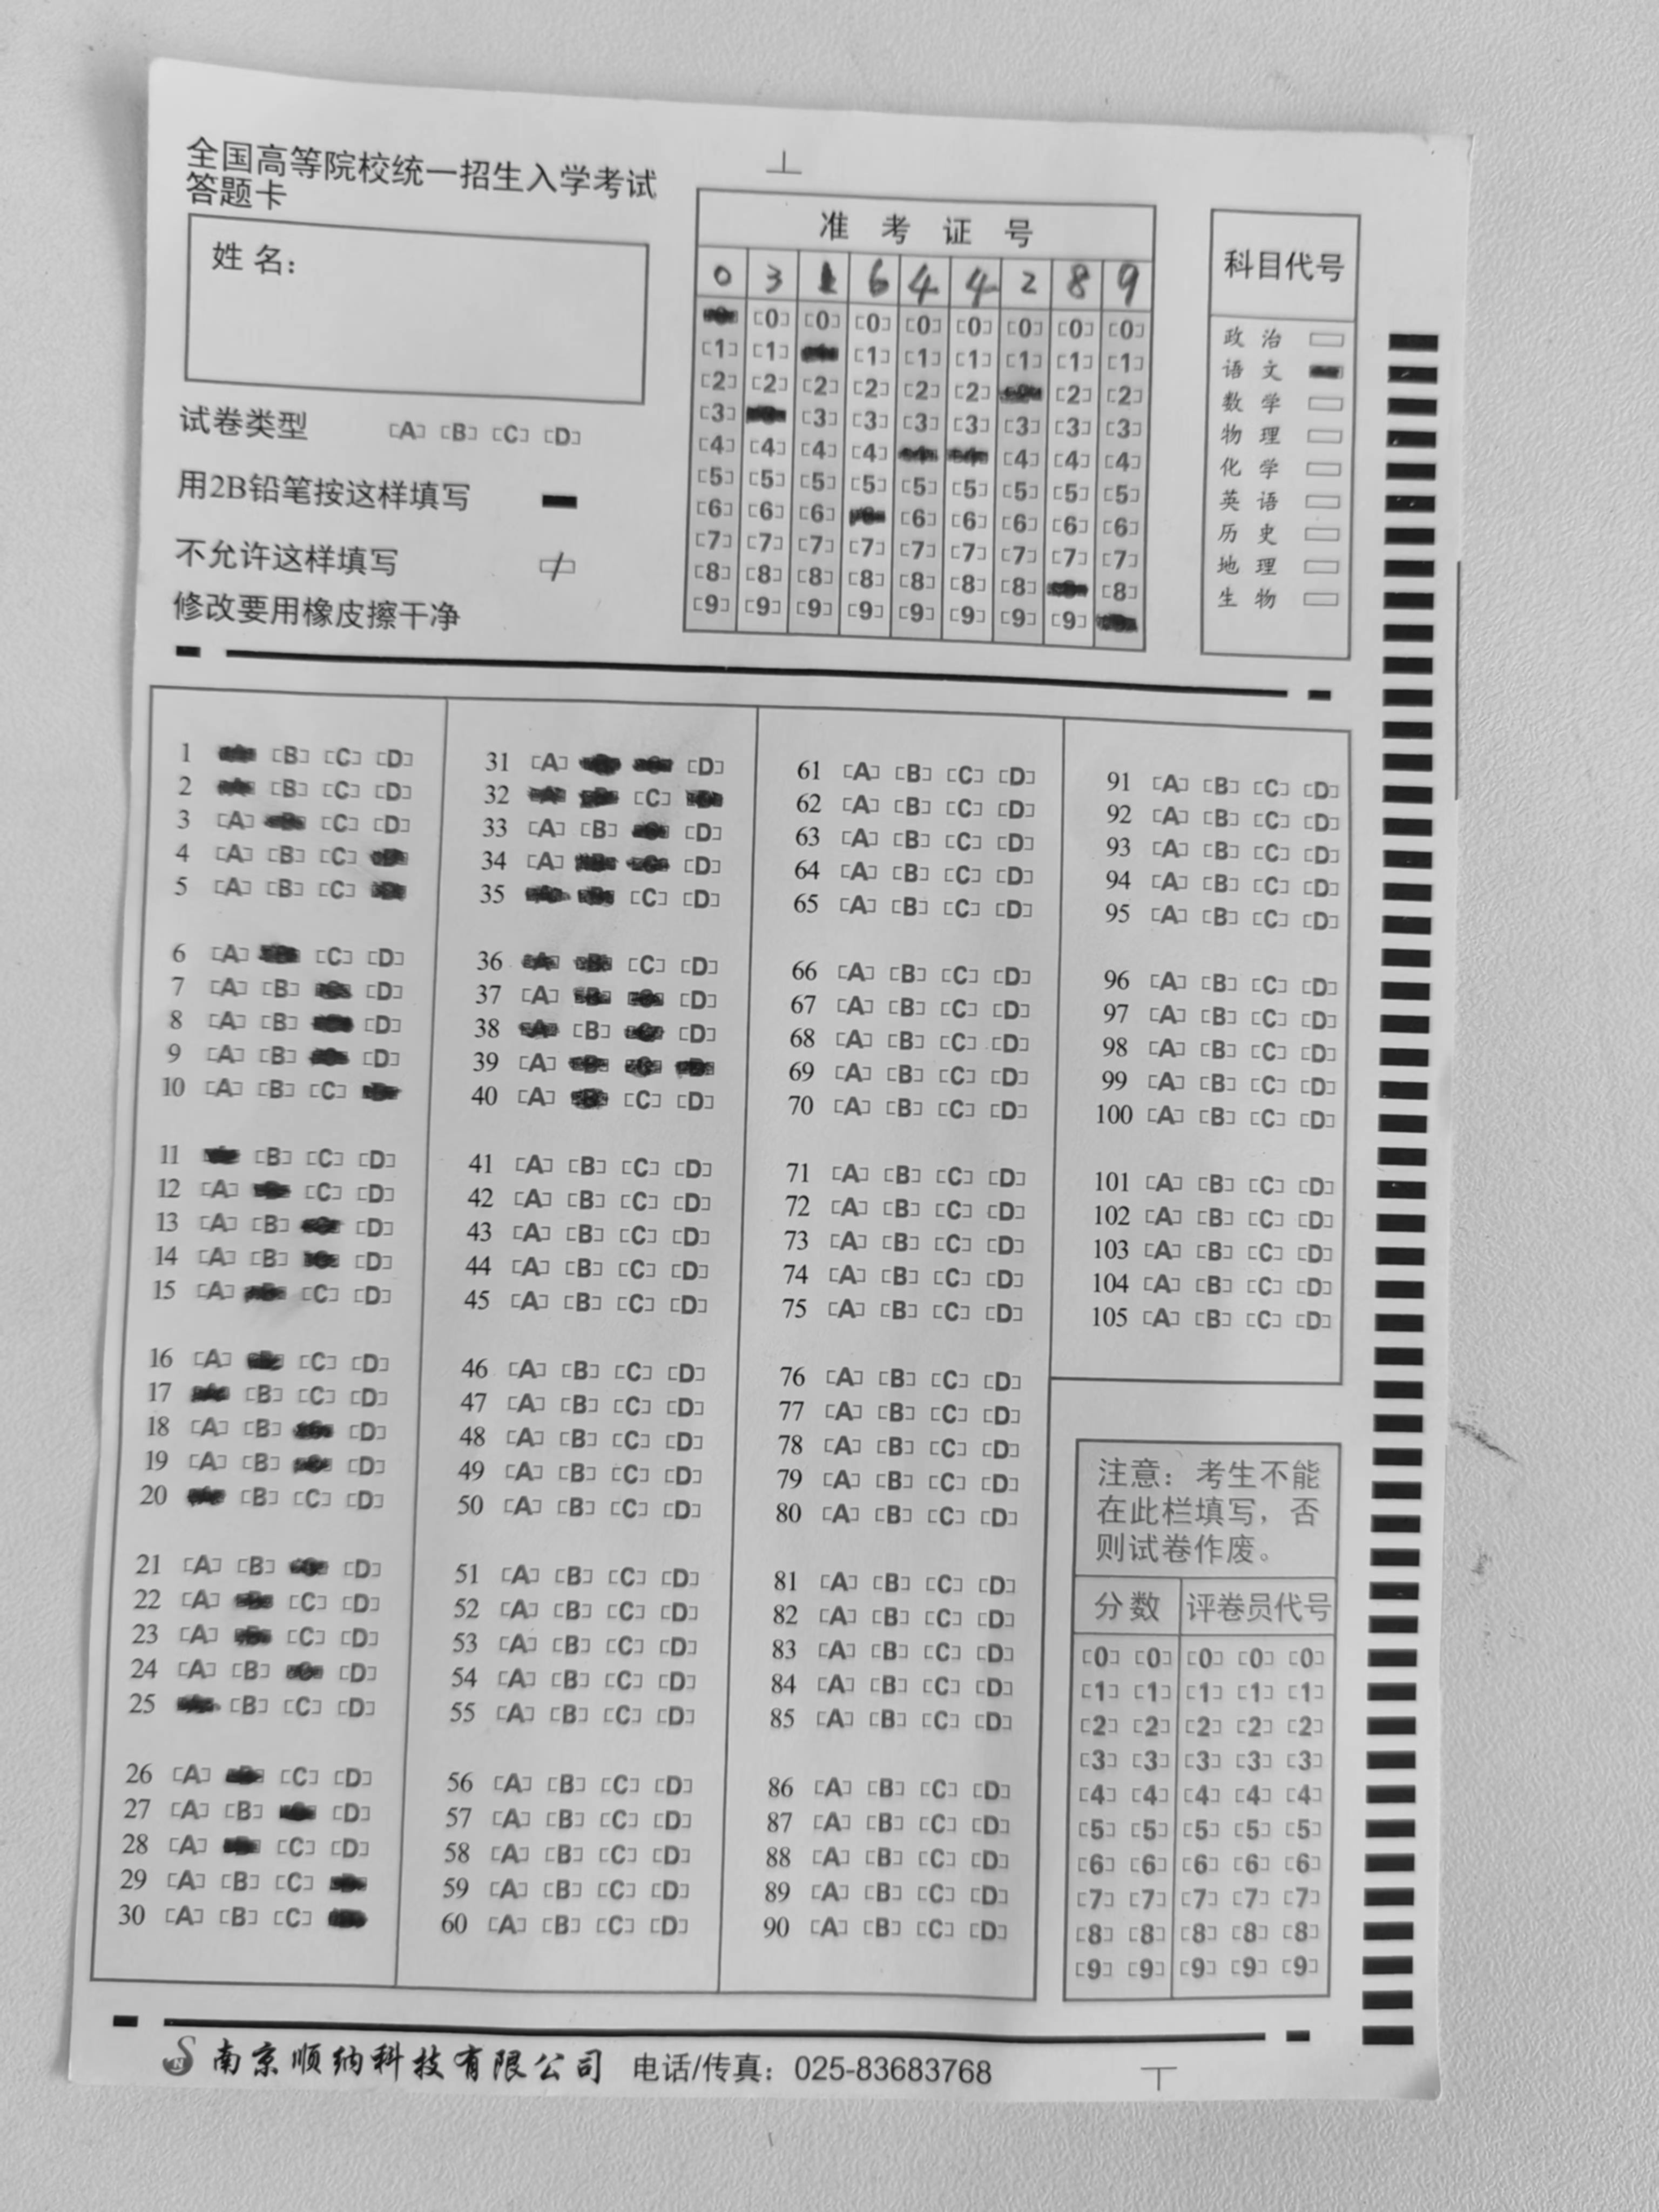 全国高等院校统一招生入学考试
答题卡
姓 名：
试卷类型 [A] [B] [C] [D]
用2B铅笔按这样填写
不允许这样填写
修改要用橡皮擦干净
准 考 证 号
0 3 1 6 4 4 2 8 9
[0] [0] [0] [0] [0] [0] [0] [0]
[1] [1] [1] [1] [1] [1] [1] [1]
[2] [2] [2] [2] [2] [2] [2] [2]
[3] [3] [3] [3] [3] [3] [3] [3]
[4] [4] [4] [4] [4] [4] [4]
[5] [5] [5] [5] [5] [5] [5] [5] [5]
[6] [6] [6] [6] [6] [6] [6] [6]
[7] [7] [7] [7] [7] [7] [7] [7] [7]
[8] [8] [8] [8] [8] [8] [8] [8]
[9] [9] [9] [9] [9] [9] [9] [9]
科目代号
政 治
语 文
数 学
物 理
化 学
英 语
历 史
地 理
生 物
1 [B] [C] [D]
2 [B] [C] [D]
3 [A] [C] [D]
4 [A] [B] [C]
5 [A] [B] [C]
6 [A] [C] [D]
7 [A] [B] [D]
8 [A] [B] [D]
9 [A] [B] [D]
10 [A] [B] [C]
11 [B] [C] [D]
12 [A] [C] [D]
13 [A] [B] [D]
14 [A] [B] [D]
15 [A] [C] [D]
16 [A] [C] [D]
17 [B] [C] [D]
18 [A] [B] [D]
19 [A] [B] [D]
20 [B] [C] [D]
21 [A] [B] [D]
22 [A] [C] [D]
23 [A] [C] [D]
24 [A] [B] [D]
25 [B] [C] [D]
26 [A] [C] [D]
27 [A] [B] [D]
28 [A] [C] [D]
29 [A] [B] [C]
30 [A] [B] [C]
31 [A] [D]
32 [C]
33 [A] [B] [D]
34 [A] [D]
35 [C] [D]
36 [C] [D]
37 [A] [D]
38 [B] [D]
39 [A]
40 [A] [C] [D]
41 [A] [B] [C] [D]
42 [A] [B] [C] [D]
43 [A] [B] [C] [D]
44 [A] [B] [C] [D]
45 [A] [B] [C] [D]
46 [A] [B] [C] [D]
47 [A] [B] [C] [D]
48 [A] [B] [C] [D]
49 [A] [B] [C] [D]
50 [A] [B] [C] [D]
51 [A] [B] [C] [D]
52 [A] [B] [C] [D]
53 [A] [B] [C] [D]
54 [A] [B] [C] [D]
55 [A] [B] [C] [D]
56 [A] [B] [C] [D]
57 [A] [B] [C] [D]
58 [A] [B] [C] [D]
59 [A] [B] [C] [D]
60 [A] [B] [C] [D]
61 [A] [B] [C] [D]
62 [A] [B] [C] [D]
63 [A] [B] [C] [D]
64 [A] [B] [C] [D]
65 [A] [B] [C] [D]
66 [A] [B] [C] [D]
67 [A] [B] [C] [D]
68 [A] [B] [C] [D]
69 [A] [B] [C] [D]
70 [A] [B] [C] [D]
71 [A] [B] [C] [D]
72 [A] [B] [C] [D]
73 [A] [B] [C] [D]
74 [A] [B] [C] [D]
75 [A] [B] [C] [D]
76 [A] [B] [C] [D]
77 [A] [B] [C] [D]
78 [A] [B] [C] [D]
79 [A] [B] [C] [D]
80 [A] [B] [C] [D]
81 [A] [B] [C] [D]
82 [A] [B] [C] [D]
83 [A] [B] [C] [D]
84 [A] [B] [C] [D]
85 [A] [B] [C] [D]
86 [A] [B] [C] [D]
87 [A] [B] [C] [D]
88 [A] [B] [C] [D]
89 [A] [B] [C] [D]
90 [A] [B] [C] [D]
91 [A] [B] [C] [D]
92 [A] [B] [C] [D]
93 [A] [B] [C] [D]
94 [A] [B] [C] [D]
95 [A] [B] [C] [D]
96 [A] [B] [C] [D]
97 [A] [B] [C] [D]
98 [A] [B] [C] [D]
99 [A] [B] [C] [D]
100 [A] [B] [C] [D]
101 [A] [B] [C] [D]
102 [A] [B] [C] [D]
103 [A] [B] [C] [D]
104 [A] [B] [C] [D]
105 [A] [B] [C] [D]
注意：考生不能
在此栏填写，否
则试卷作废。
分 数 评卷员代号
[0] [0] [0] [0] [0]
[1] [1] [1] [1] [1]
[2] [2] [2] [2] [2]
[3] [3] [3] [3] [3]
[4] [4] [4] [4] [4]
[5] [5] [5] [5] [5]
[6] [6] [6] [6] [6]
[7] [7] [7] [7] [7]
[8] [8] [8] [8] [8]
[9] [9] [9] [9] [9]
南京顺纳科技有限公司 电话/传真：025-83683768